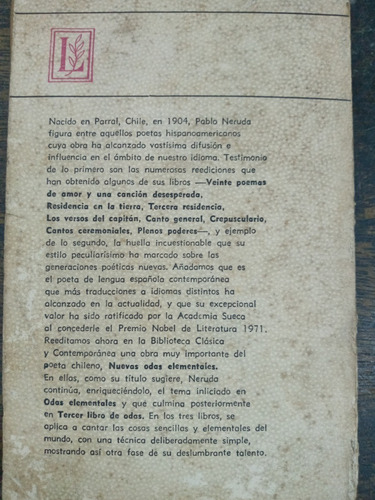 L
Nacido en Parral, Chile, en 1904, Pablo Neruda
figura entre aquellos poetas hispanoamericanos
cuya obra ha alcanzado vastísima difusión e
influencia en el ámbito de nuestro idioma. Testimonio
de lo primero son las numerosas reediciones que
han obtenido algunos de sus libros —Veinte poemas
de amor y una canción desesperada,
Residencia en la tierra, Tercera residencia,
Los versos del capitán, Canto general, Crepusculario,
Cantos ceremoniales, Plenos poderes—, y ejemplo
de lo segundo, la huella incuestionable que su
estilo peculiarísimo ha marcado sobre las
generaciones poéticas nuevas. Añadamos que es
el poeta de lengua española contemporánea
que más traducciones a idiomas distintos ha
alcanzado en la actualidad, y que su excepcional
valor ha sido ratificado por la Academia Sueca
al concederle el Premio Nobel de Literatura 1971.
Reeditamos ahora en la Biblioteca Clásica
y Contemporánea una obra muy importante del
poeta chileno, Nuevas odas elementales.
En ellas, como su título sugiere, Neruda
continúa, enriqueciéndolo, el tema iniciado en
Odas elementales y que culmina posteriormente
en Tercer libro de odas. En los tres libros, se
aplica a cantar las cosas sencillas y elementales del
mundo, con una técnica deliberadamente simple,
mostrando así otra fase de su deslumbrante talento.